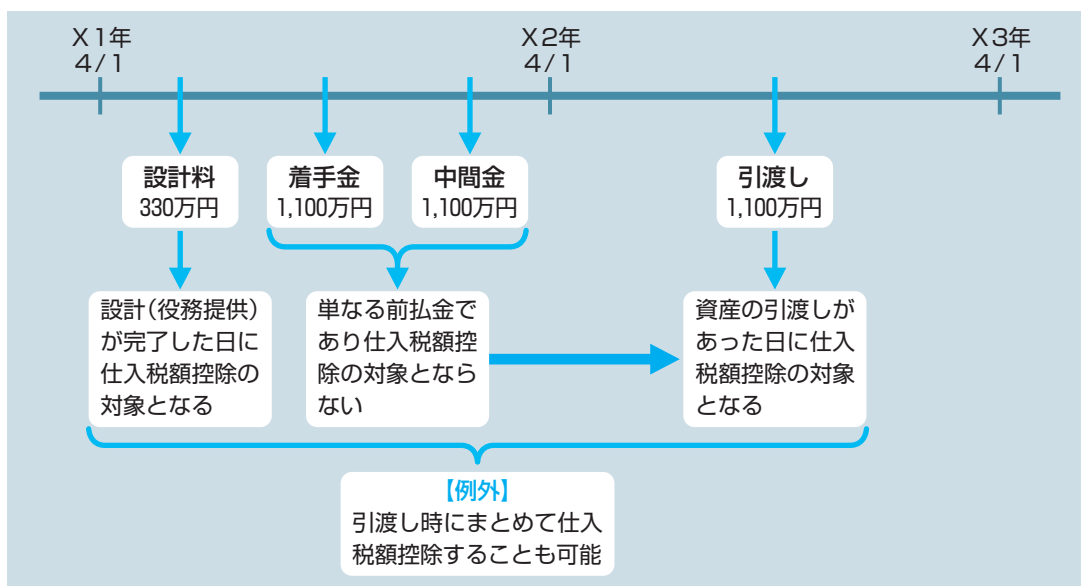 X1年
4/1
X2年
4/1
X3年
4/1
設計料
330万円
着手金
1,100万円
中間金
1,100万円
引渡し
1,100万円
設計(役務提供)
が完了した日に
仕入税額控除の
対象となる
単なる前払金で
あり仕入税額控
除の対象となら
ない
資産の引渡しが
あった日に仕入
税額控除の対象
となる
【例外】
引渡し時にまとめて仕入
税額控除することも可能